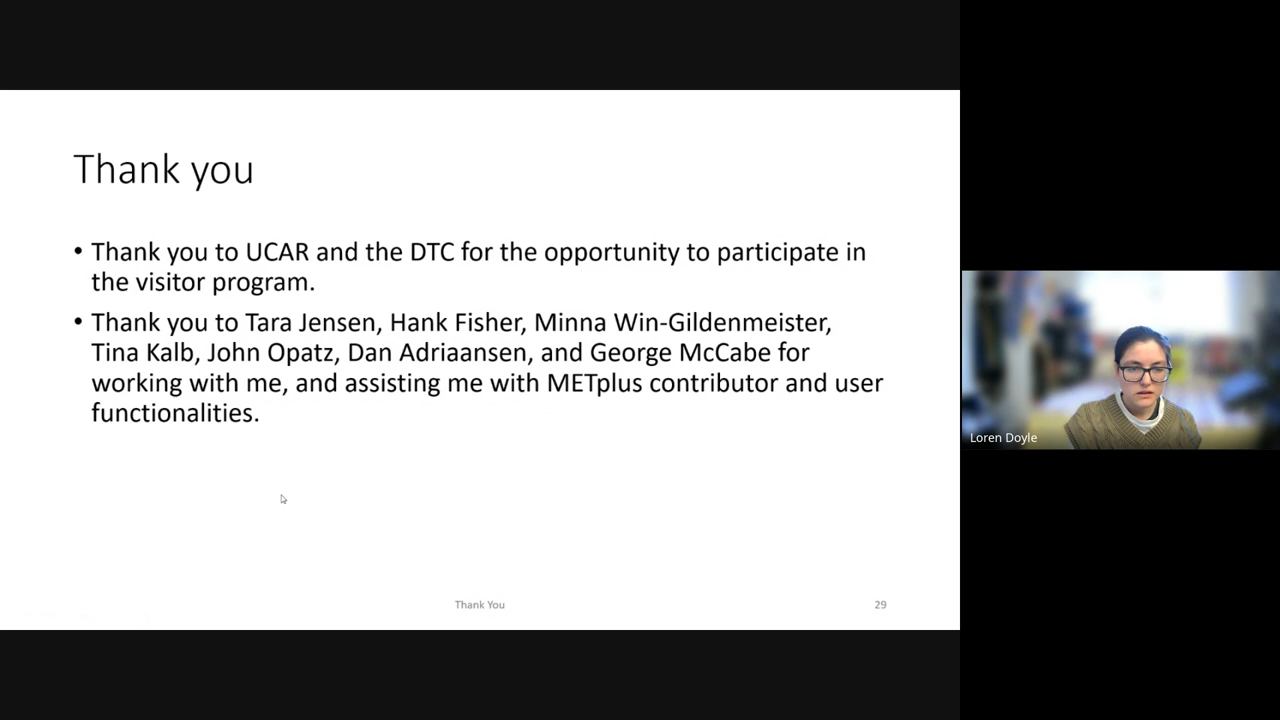 Thank you
• Thank you to UCAR and the DTC for the opportunity to participate in
the visitor program.
• Thank you to Tara Jensen, Hank Fisher, Minna Win-Gildenmeister,
Tina Kalb, John Opatz, Dan Adriaansen, and George McCabe for
working with me, and assisting me with METplus contributor and user
functionalities.
Thank You
29
Loren Doyle